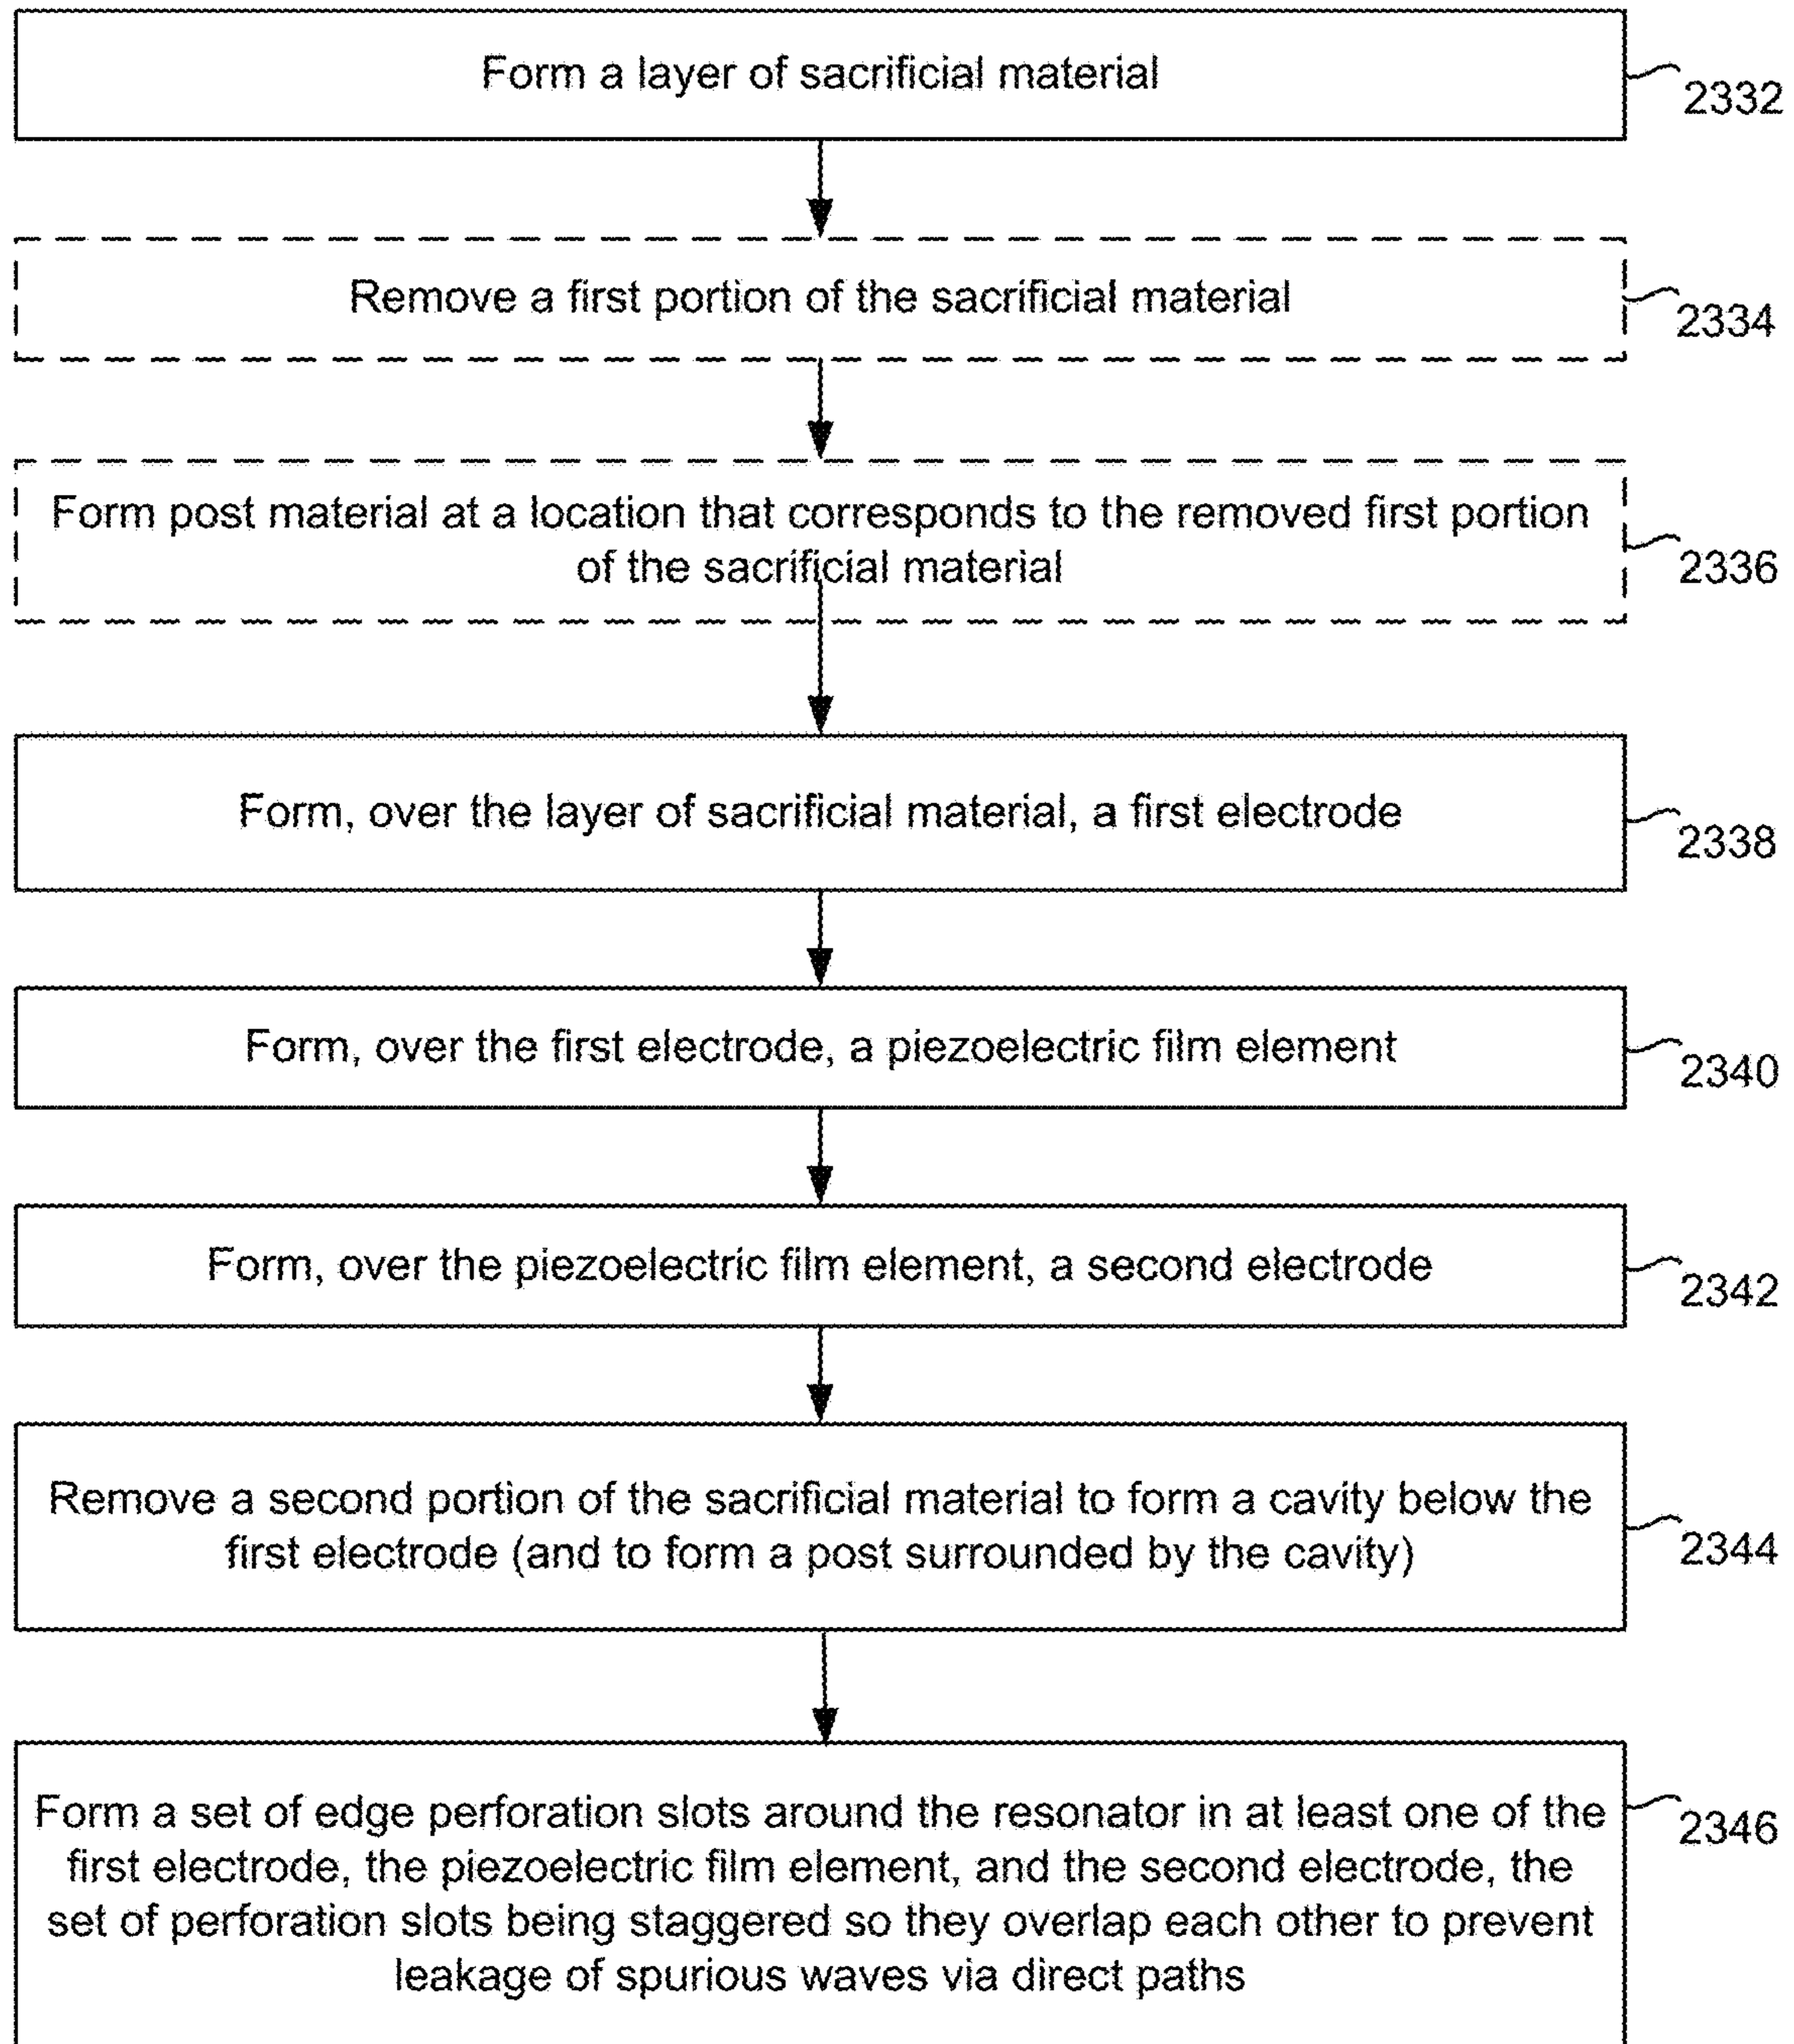 Form a layer of sacrificial material
2332
Remove a first portion of the sacrificial material
2334
Form post material at a location that corresponds to the removed first portion
of the sacrificial material
2336
Form, over the layer of sacrificial material, a first electrode
2338
Form, over the first electrode, a piezoelectric film element
2340
Form, over the piezoelectric film element, a second electrode
2342
Remove a second portion of the sacrificial material to form a cavity below the
first electrode (and to form a post surrounded by the cavity)
2344
Form a set of edge perforation slots around the resonator in at least one of the
first electrode, the piezoelectric film element, and the second electrode, the
set of perforation slots being staggered so they overlap each other to prevent
leakage of spurious waves via direct paths
2346